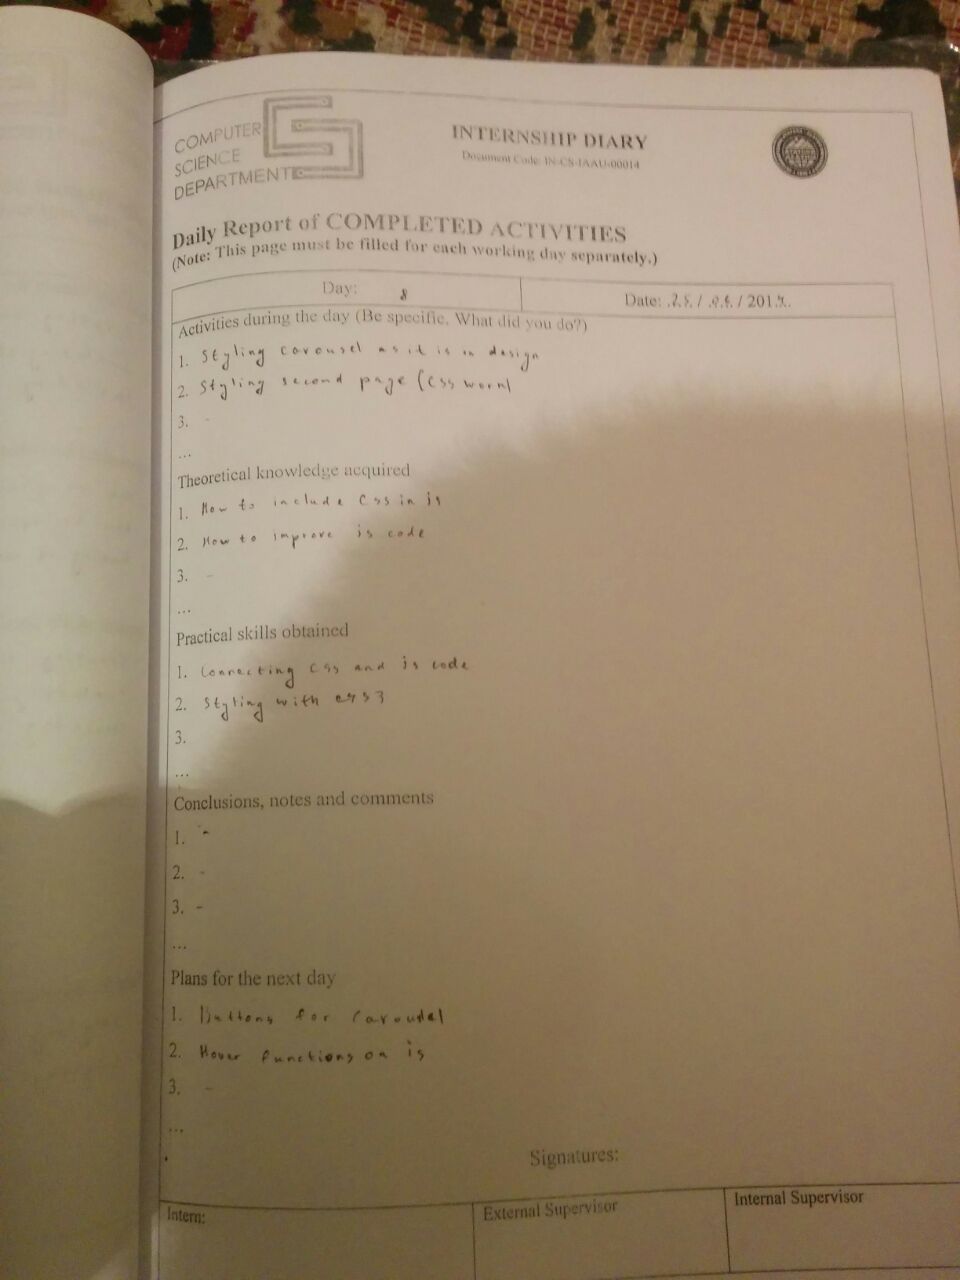 COMPUTER
SCIENCE
DEPARTMENT
INTERNSHIP DIARY
Document Code: IN-CS-IAAU-00014
Daily Report of COMPLETED ACTIVITIES
(Note: This page must be filled for each working day separately.)
Day: 8
Date: / / 201
Activities during the day (Be specific. What did you do?)
1. Styling carousel as it is in design
2. Styling second page (css
3. -
...
Theoretical knowledge acquired
1. How to include css in js
2. How to improve js code
3. -
...
Practical skills obtained
1. Connecting css and js code
2. Styling with css3
3.
...
Conclusions, notes and comments
1. -
2. -
3. -
...
Plans for the next day
1. Buttons for carousel
2. Hover functions on js
3. -
...
Signatures:
Intern:
External Supervisor
Internal Supervisor